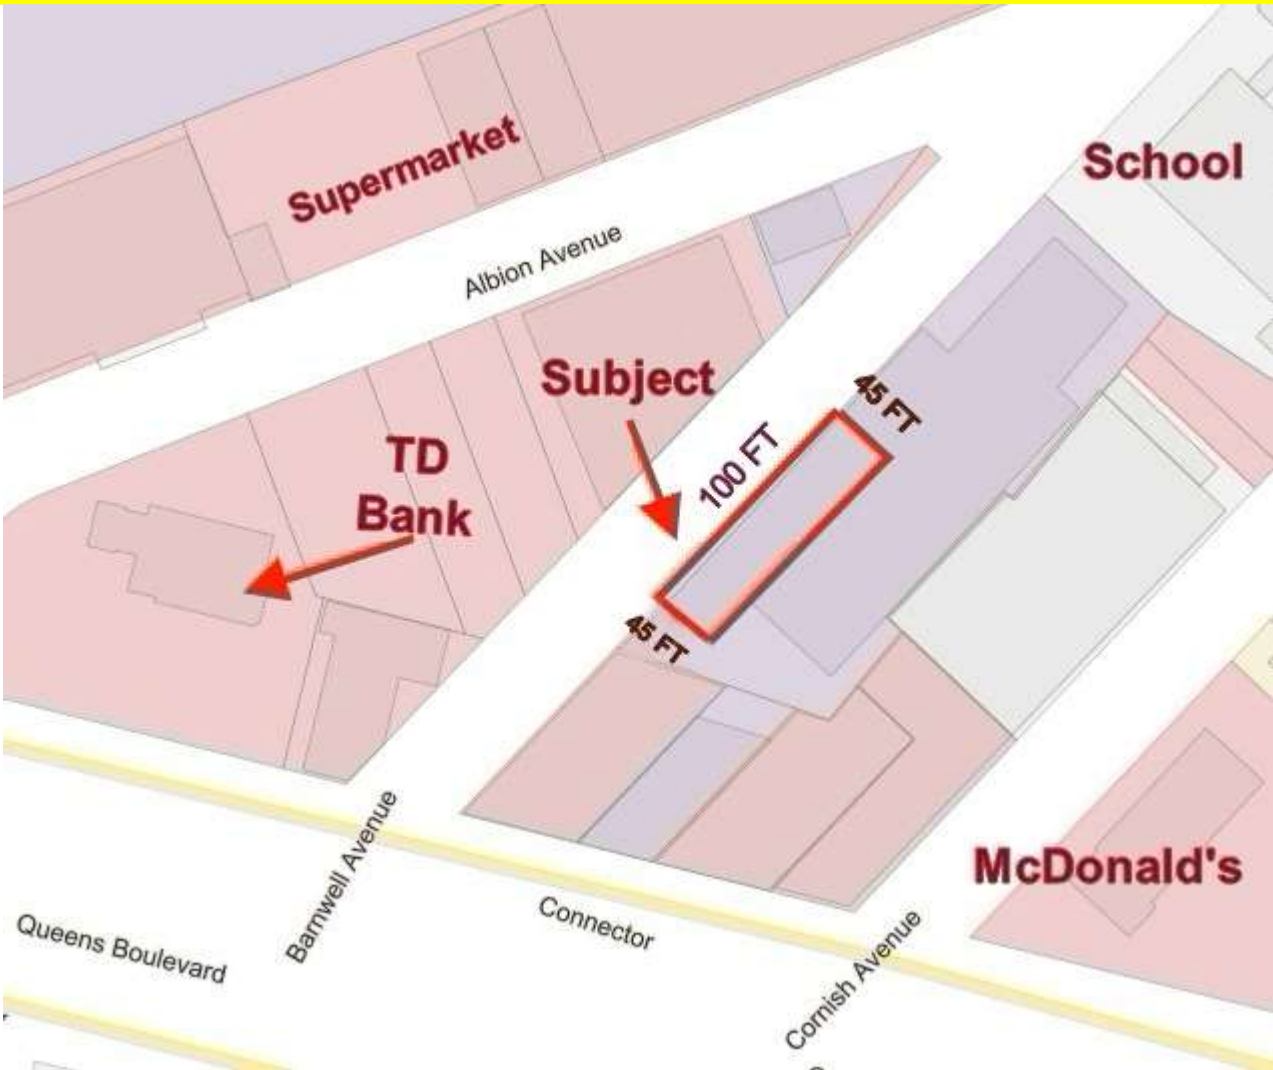 School
Supermarket
Albion Avenue
Subject
45 FT
TD
Bank
100 FT
45 FT
McDonald's
Barnwell Avenue
Connector
Queens Boulevard
Cornish Avenue